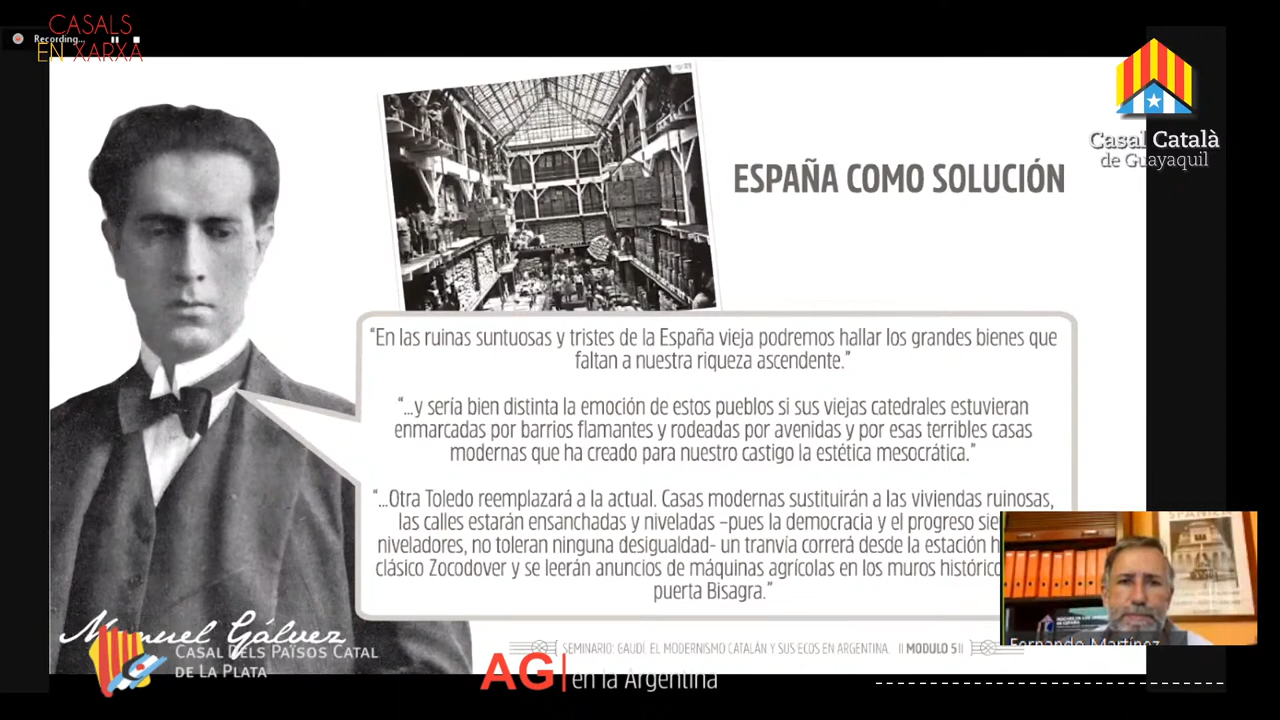 CASALS
EN XARXA
Recording...
Casal Català
de Guayaquil
ESPAÑA COMO SOLUCIÓN
“En las ruinas suntuosas y tristes de la España vieja podremos hallar los grandes bienes que
faltan a nuestra riqueza ascendente.”
“...y sería bien distinta la emoción de estos pueblos si sus viejas catedrales estuvieran
enmarcadas por barrios flamantes y rodeadas por avenidas y por esas terribles casas
modernas que ha creado para nuestro castigo la estética mesocrática.”
“...Otra Toledo reemplazará a la actual. Casas modernas sustituirán a las viviendas ruinosas,
las calles estarán ensanchadas y niveladas –pues la democracia y el progreso sie
niveladores, no toleran ninguna desigualdad- un tranvía correrá desde la estación h
clásico Zocodover y se leerán anuncios de máquinas agrícolas en los muros histórico
puerta Bisagra.”
Manuel Gálvez
CASAL DELS PAÏSOS CATAL
DE LA PLATA
SEMINARIO: GAUDÍ. EL MODERNISMO CATALÁN Y SUS ECOS EN ARGENTINA. II MODULO 5 II
AG| en la Argentina
Fernando Martínez